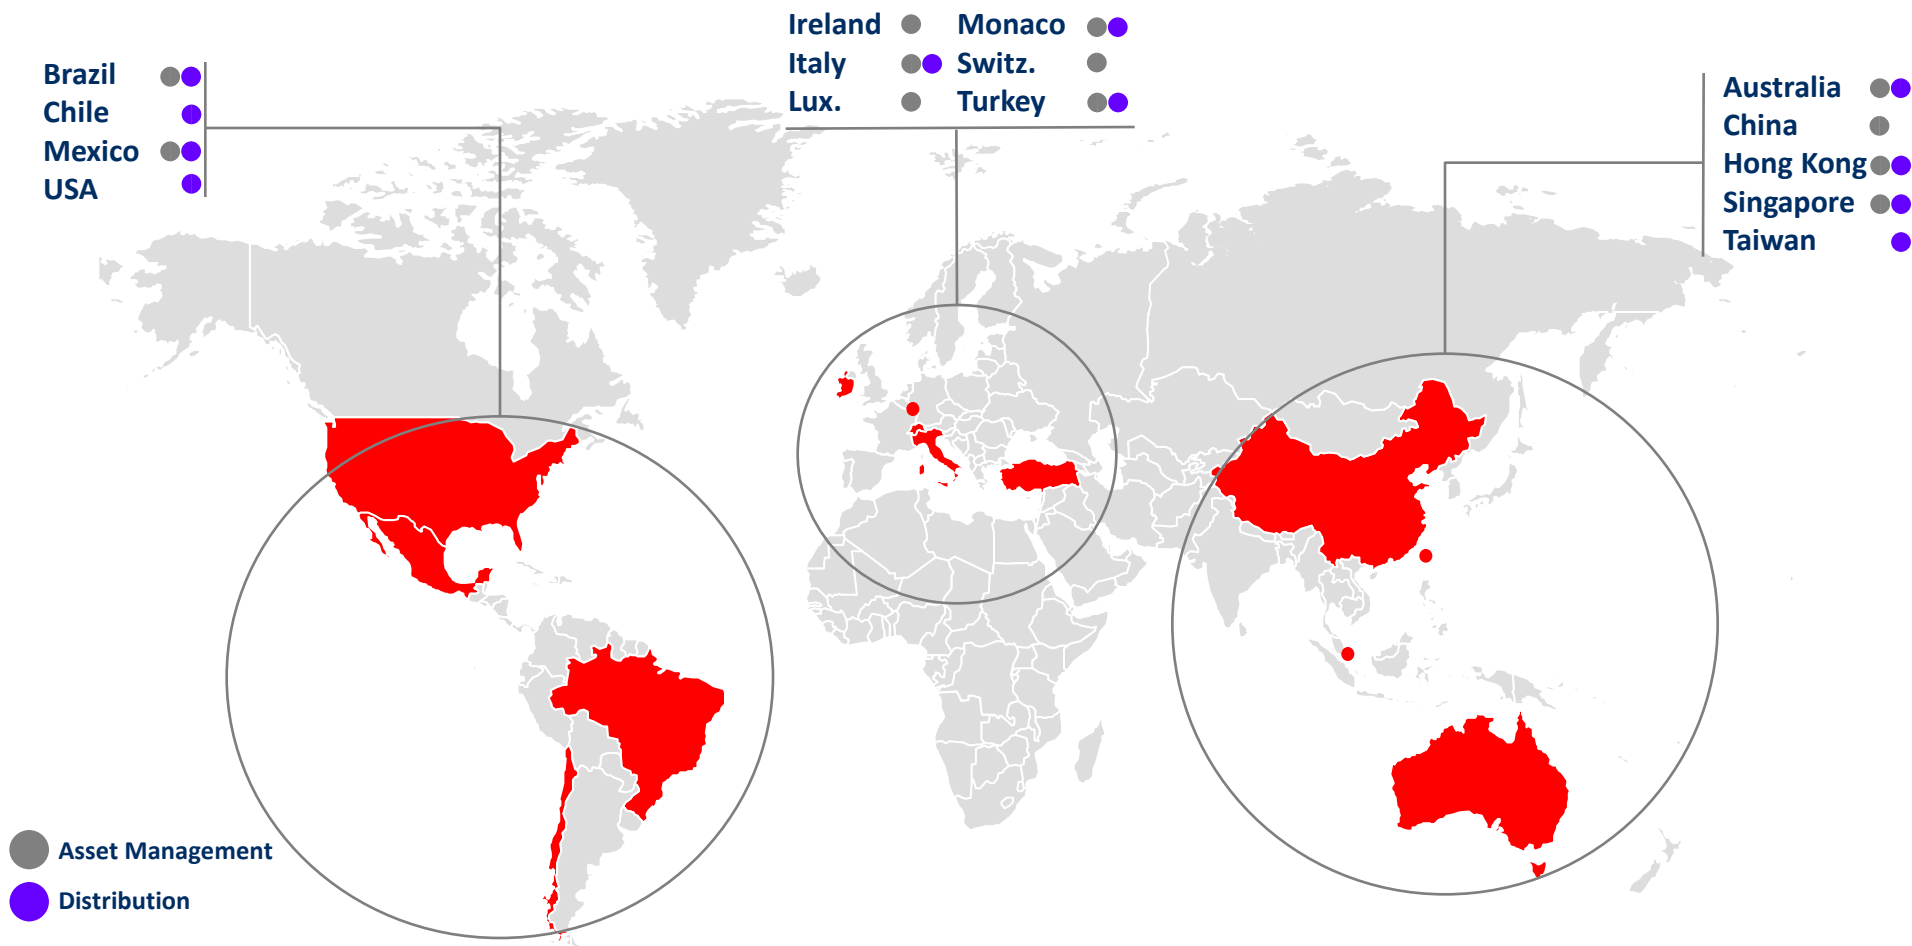 Ireland
Monaco
Italy
Switz.
Lux.
Turkey
Brazil
Chile
Mexico
USA
Australia
China
Hong Kong
Singapore
Taiwan
Asset Management
Distribution